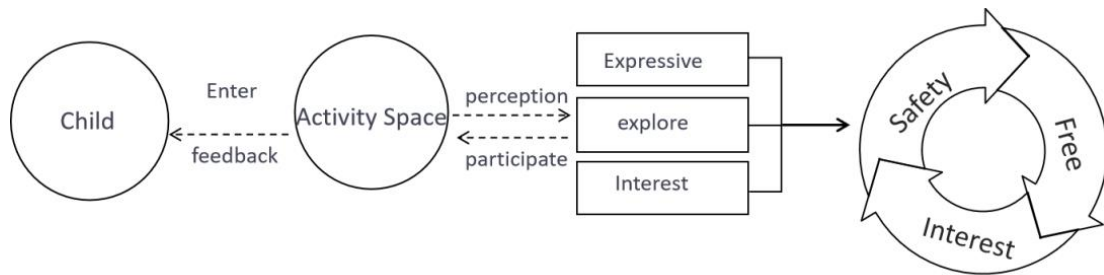 Child
Enter
feedback
Activity Space
perception
participate
Expressive
explore
Interest
Safety
Free
Interest